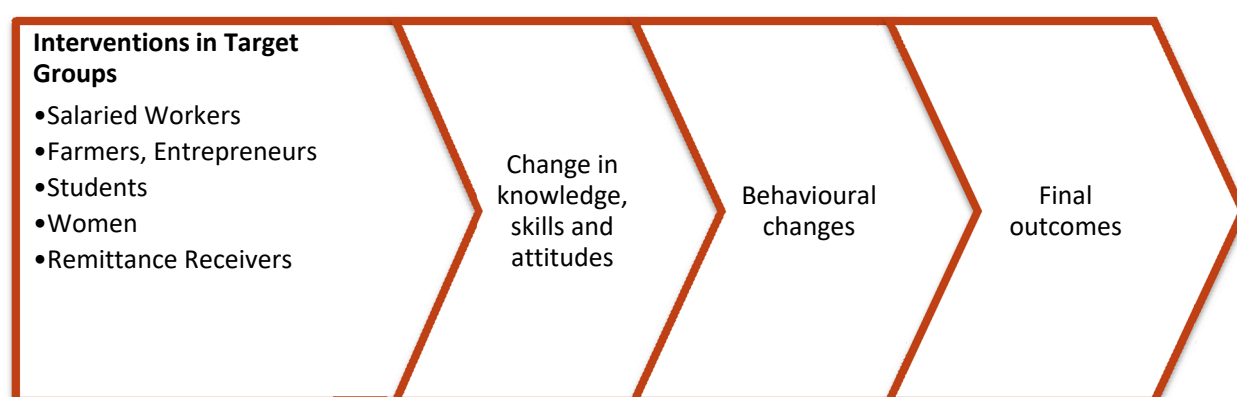 Interventions in Target
Groups
•Salaried Workers
•Farmers, Entrepreneurs
•Students
•Women
•Remittance Receivers
Change in
knowledge,
skills and
attitudes
Behavioural
changes
Final
outcomes